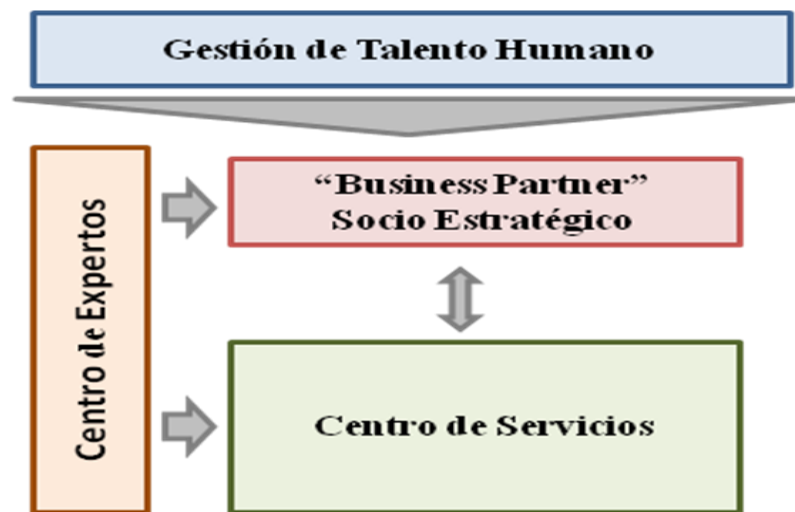 Gestión de Talento Humano
“Business Partner”
Socio Estratégico
Centro de Expertos
Centro de Servicios